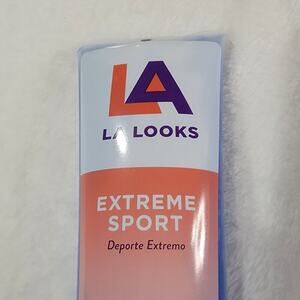 LA
LA LOOKS
EXTREME
SPORT
Deporte Extremo